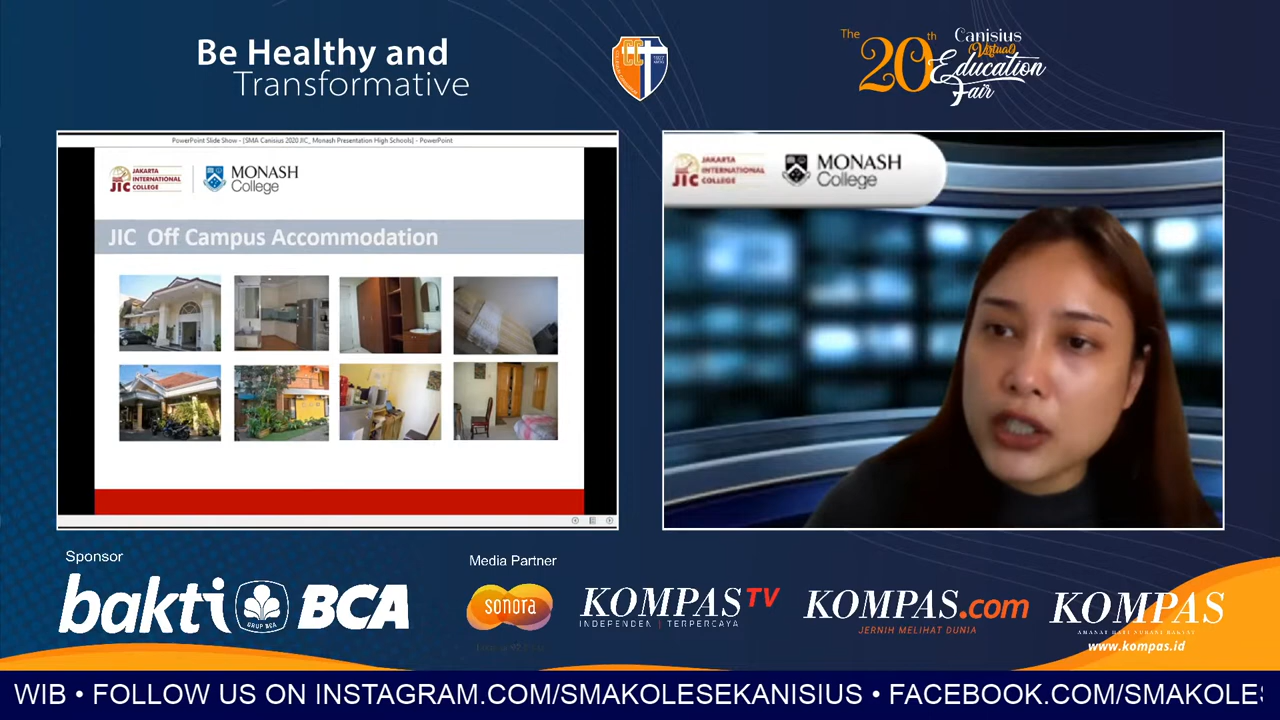 Be Healthy and
Transformative
The 20th Canisius
(Virtual)
Education
Fair
PowerPoint Slide Show - [SMA Canisius 2020 JIC_ Monash Presentation High Schools] - PowerPoint
JIC
JAKARTA
INTERNATIONAL
COLLEGE
MONASH
College
JIC Off Campus Accommodation
JIC
JAKARTA
INTERNATIONAL
COLLEGE
MONASH
College
Sponsor
bakti
GRUP BCA
BCA
Media Partner
sonora
KOMPAS TV
INDEPENDEN | TERPERCAYA
KOMPAS.com
JERNIH MELIHAT DUNIA
KOMPAS
AMANAT HATI NURANI RAKYAT
www.kompas.id
WIB • FOLLOW US ON INSTAGRAM.COM/SMAKOLESEKANISIUS • FACEBOOK.COM/SMAKOLES